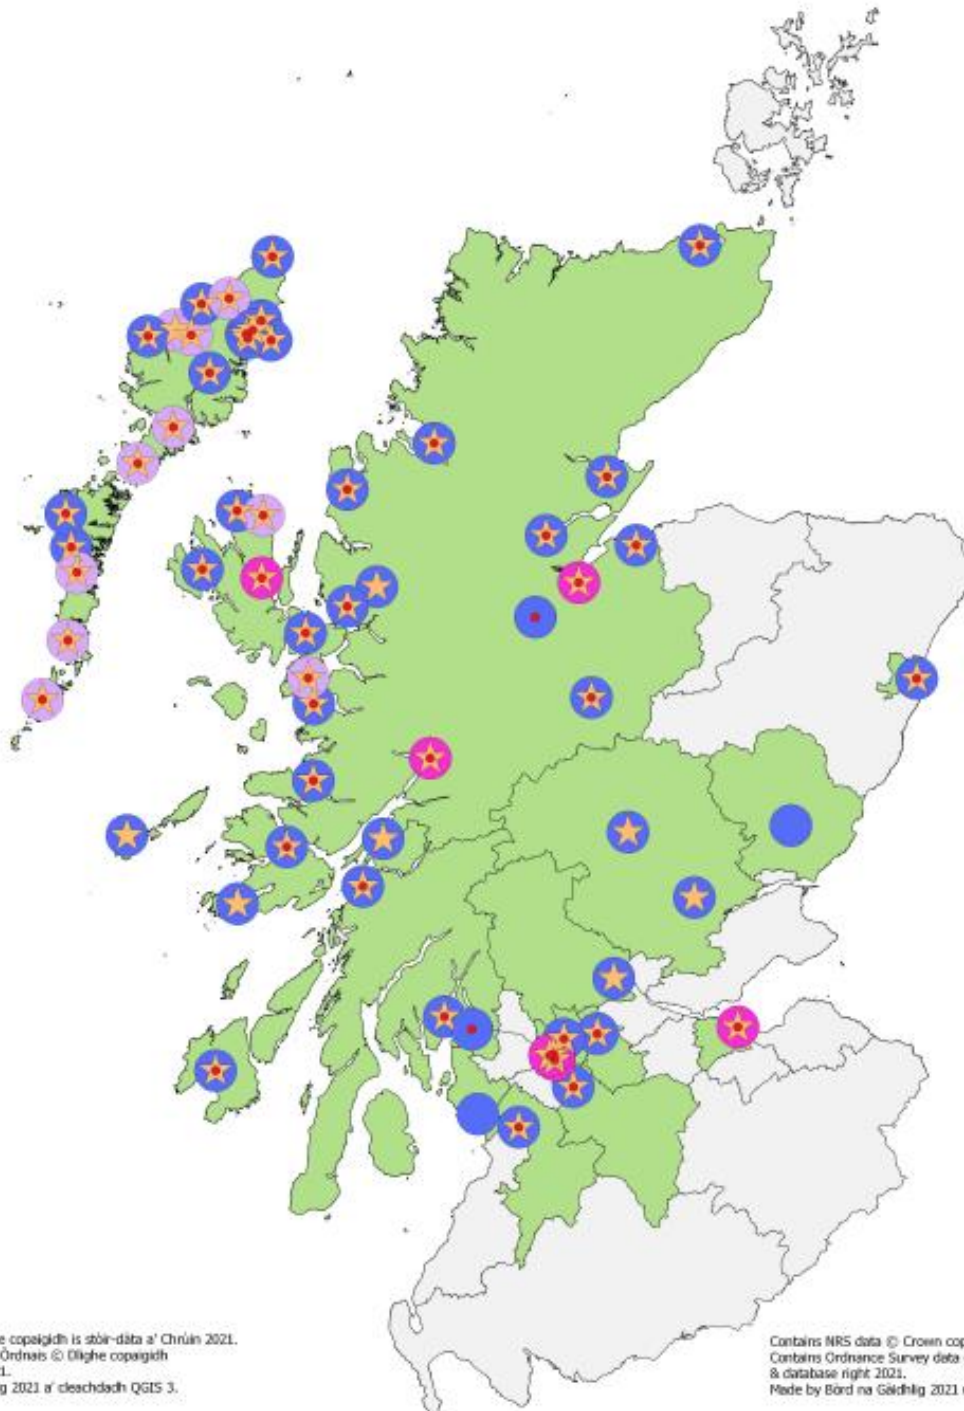 e copaigidh is stòir-dàta a' Chrùin 2021.
Òrdnais © Dlighe copaigidh
1.
g 2021 a' cleachdadh QGIS 3.
Contains NRS data © Crown cop
Contains Ordnance Survey data
& database right 2021.
Made by Bòrd na Gàidhlig 2021